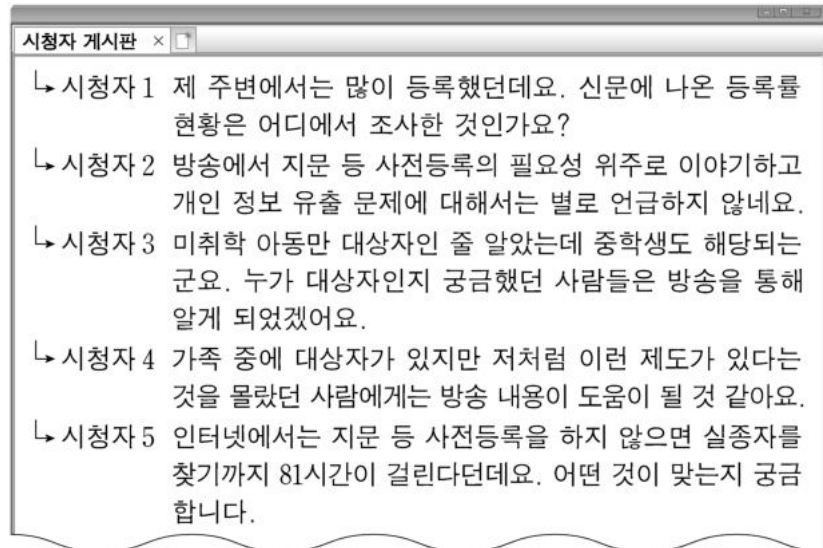 시청자 게시판 ×
↳ 시청자 1 제 주변에서는 많이 등록했던데요. 신문에 나온 등록률
현황은 어디에서 조사한 것인가요?
↳ 시청자 2 방송에서 지문 등 사전등록의 필요성 위주로 이야기하고
개인 정보 유출 문제에 대해서는 별로 언급하지 않네요.
↳ 시청자 3 미취학 아동만 대상자인 줄 알았는데 중학생도 해당되는
군요. 누가 대상자인지 궁금했던 사람들은 방송을 통해
알게 되었겠어요.
↳ 시청자 4 가족 중에 대상자가 있지만 저처럼 이런 제도가 있다는
것을 몰랐던 사람에게는 방송 내용이 도움이 될 것 같아요.
↳ 시청자 5 인터넷에서는 지문 등 사전등록을 하지 않으면 실종자를
찾기까지 81시간이 걸린다던데요. 어떤 것이 맞는지 궁금
합니다.